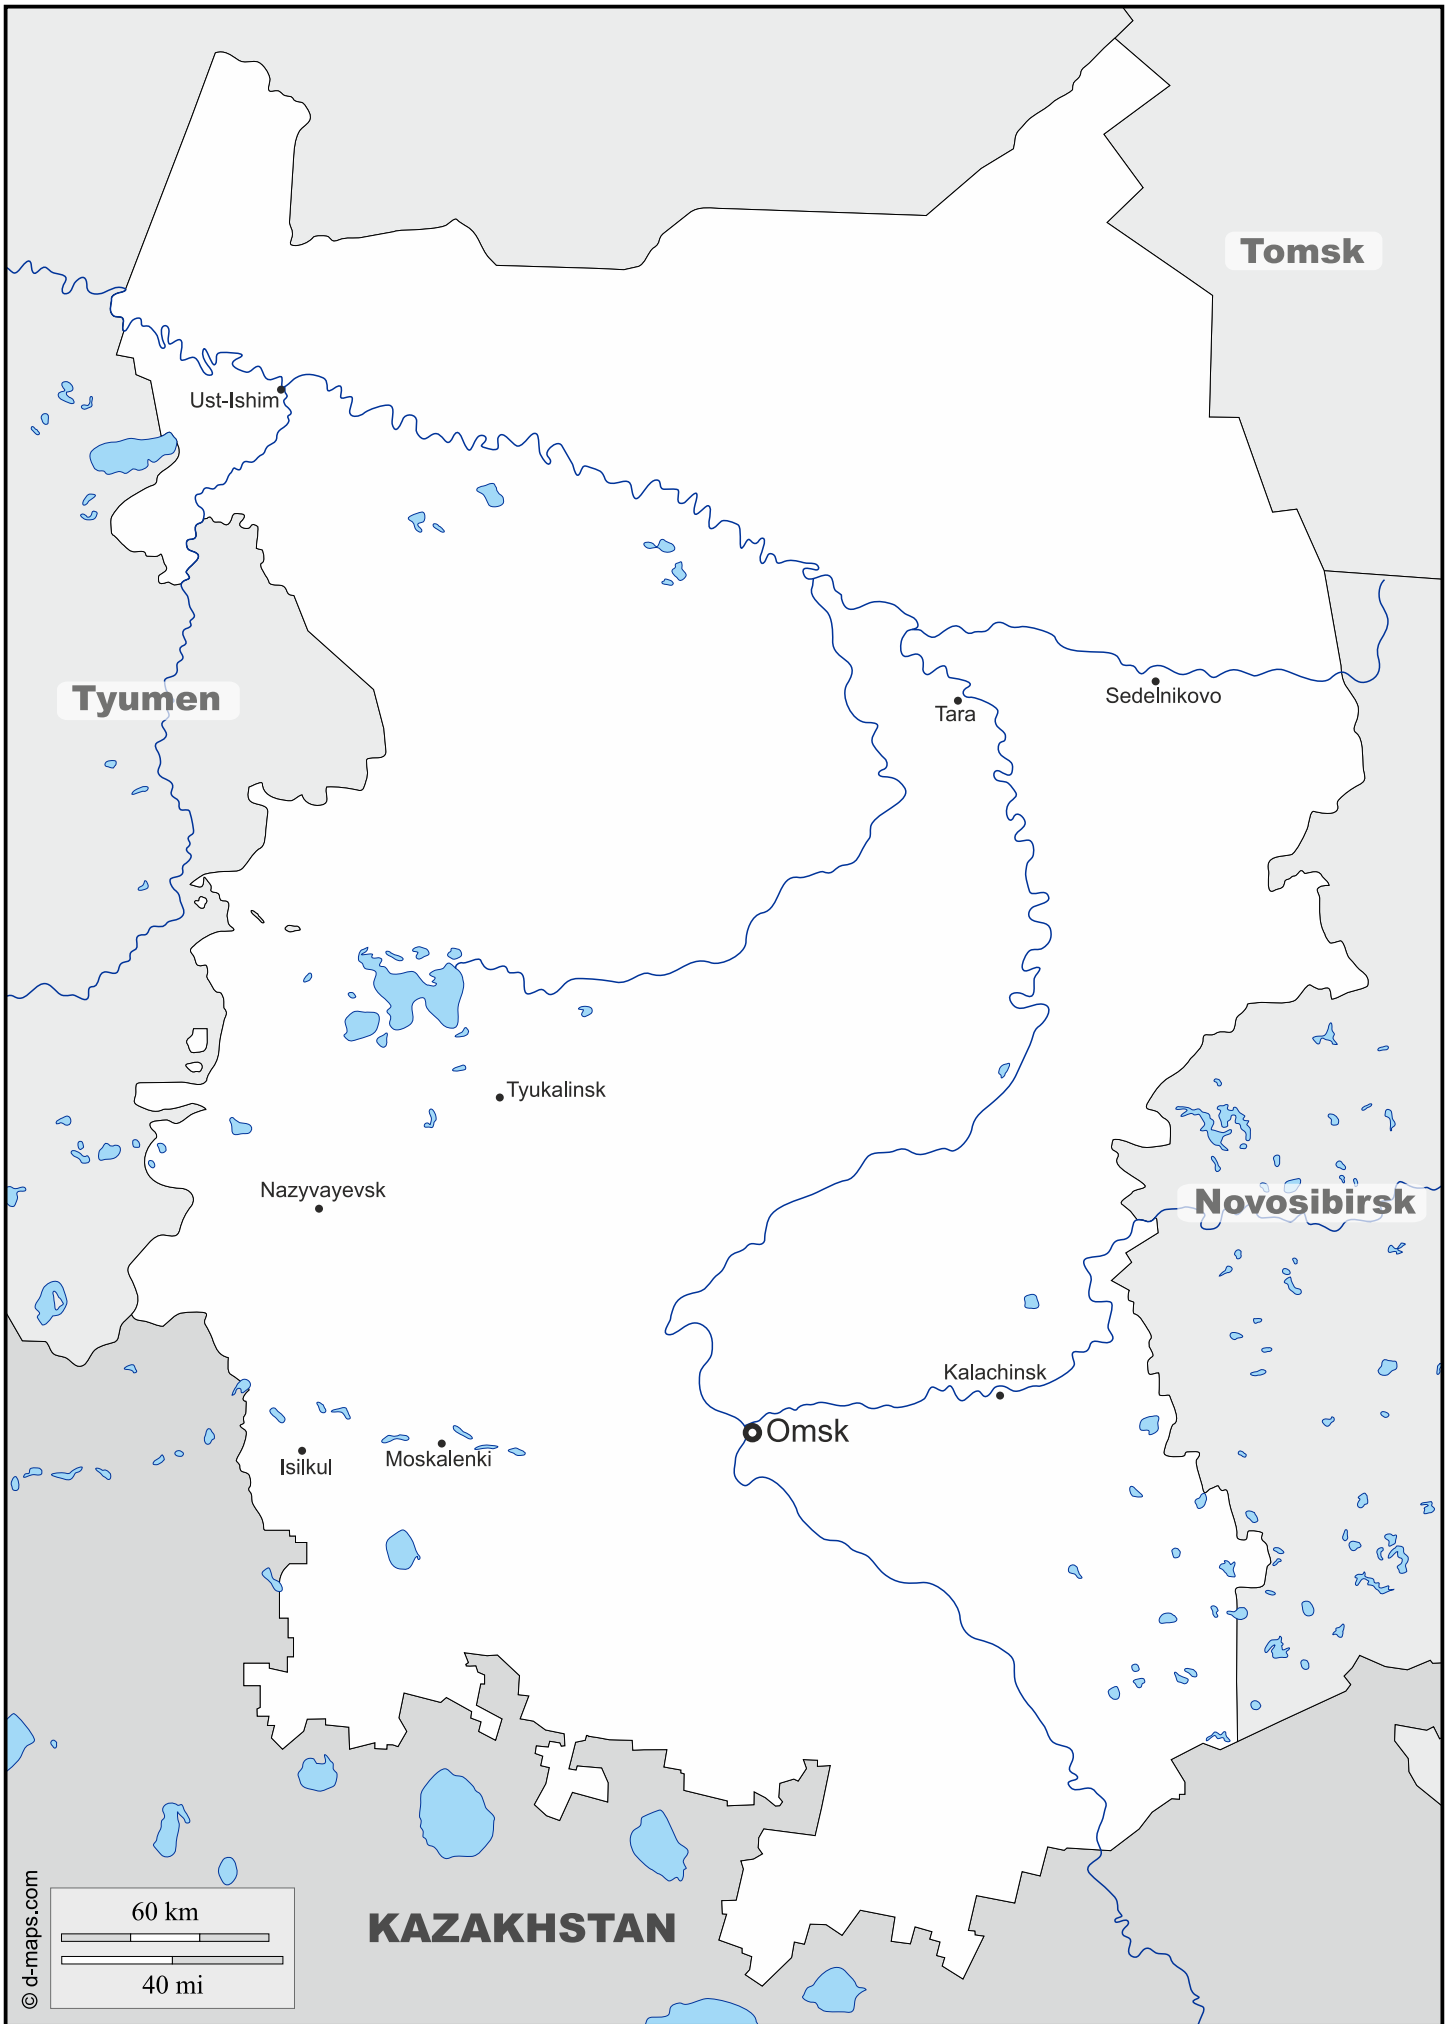 Tomsk
Ust-Ishim
Tyumen
Sedelnikovo
Tara
Tyukalinsk
Nazyvayevsk
Novosibirsk
Kalachinsk
Omsk
Isilkul
Moskalenki
KAZAKHSTAN
60 km
40 mi
© d-maps.com